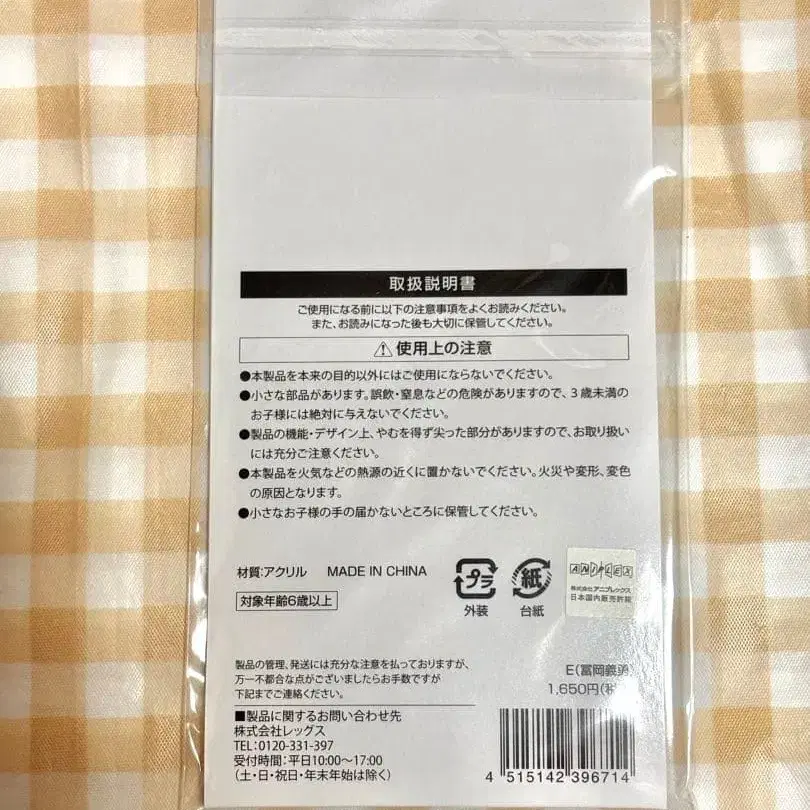 取扱説明書
ご使用になる前に以下の注意事項をよくお読みください。
また、お読みになった後も大切に保管してください。
⚠使用上の注意
●本製品を本来の目的以外にはご使用にならないでください。
●小さな部品があります。誤飲・窒息などの危険がありますので、3歳未満の
お子様には絶対に与えないでください。
●製品の機能・デザイン上、やむを得ず尖った部分がありますので、お取り扱い
には充分ご注意ください。
●本製品を火気などの熱源の近くに置かないでください。火災や変形、変色
の原因となります。
●小さなお子様の手の届かないところに保管してください。
材質:アクリル MADE IN CHINA
対象年齢6歳以上
プラ
外装
紙
台紙
ANIPLEX
株式会社アニプレックス
日本国内販売許諾
製品の管理、発送には充分な注意を払っておりますが、
万一不都合な点がございましたらお手数ですが
下記までご連絡ください。
E(冨岡義勇)
1,650円(税
■製品に関するお問い合わせ先
株式会社レッグス
TEL:0120-331-397
受付時間:平日10:00〜17:00
(土・日・祝日・年末年始は除く)
4 515142 396714